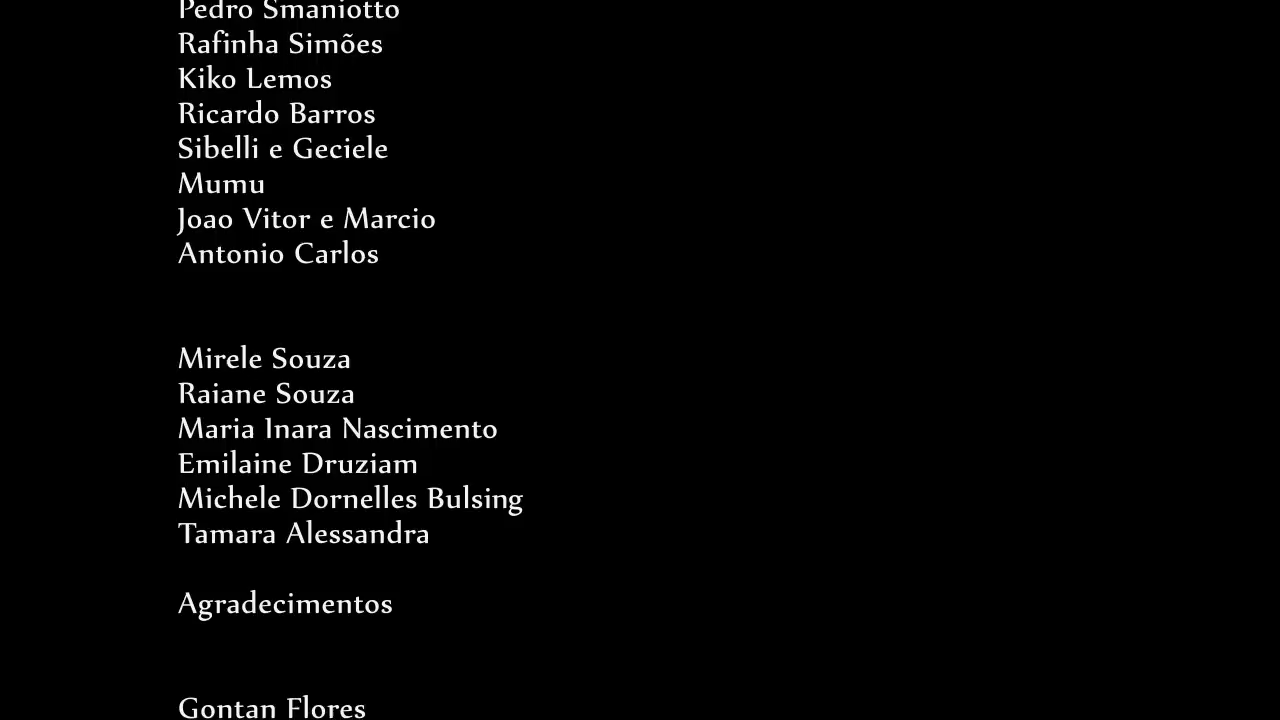 Pedro Smaniotto
Rafinha Simões
Kiko Lemos
Ricardo Barros
Sibelli e Geciele
Mumu
Joao Vitor e Marcio
Antonio Carlos
Mirele Souza
Raiane Souza
Maria Inara Nascimento
Emilaine Druziam
Michele Dornelles Bulsing
Tamara Alessandra
Agradecimentos
Gontan Flores